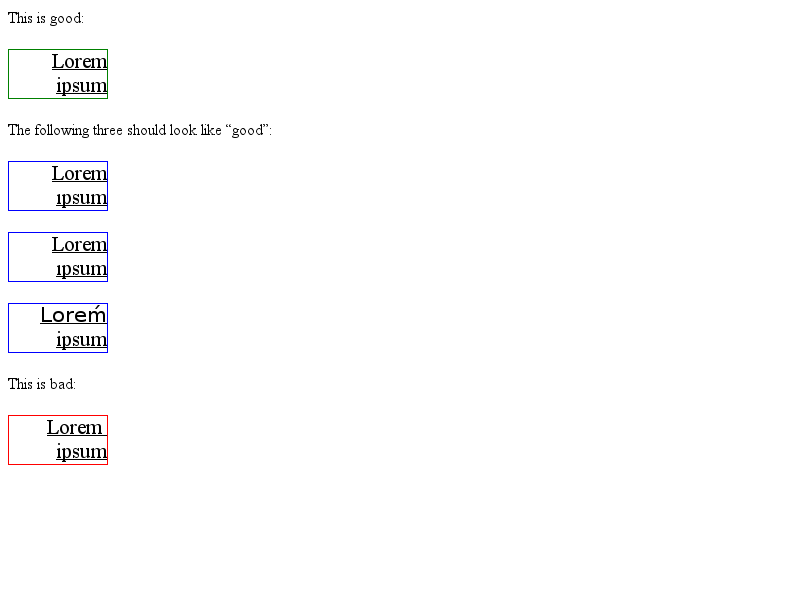 This is good:
Lorem
ipsum
The following three should look like “good”:
Lorem
ıpsum
Lorem
ıpsum
Loreḿ
ipsum
This is bad:
Lorem
ipsum